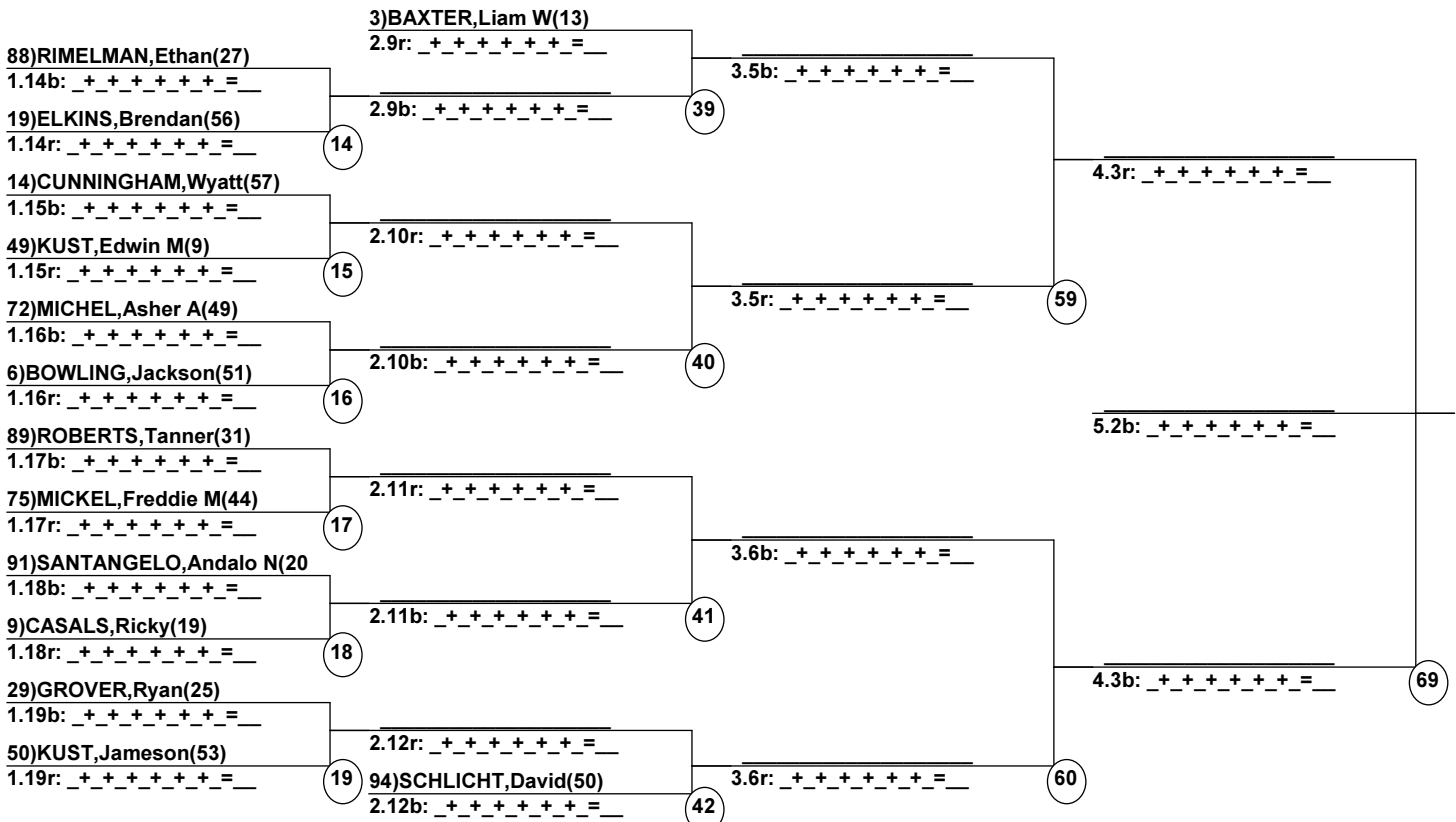 3)BAXTER,Liam W(13)
2.9r: _+_+_+_+_+_=__
88)RIMELMAN,Ethan(27)
1.14b: _+_+_+_+_+_=__
2.9b: _+_+_+_+_+_=__
39
19)ELKINS,Brendan(56)
1.14r: _+_+_+_+_+_=__
14
3.5b: _+_+_+_+_+_=__
14)CUNNINGHAM,Wyatt(57)
1.15b: _+_+_+_+_+_=__
2.10r: _+_+_+_+_+_=__
49)KUST,Edwin M(9)
1.15r: _+_+_+_+_+_=__
15
3.5r: _+_+_+_+_+_=__
59
4.3r: _+_+_+_+_+_=__
72)MICHEL,Asher A(49)
1.16b: _+_+_+_+_+_=__
2.10b: _+_+_+_+_+_=__
40
6)BOWLING,Jackson(51)
1.16r: _+_+_+_+_+_=__
16
5.2b: _+_+_+_+_+_=__
89)ROBERTS,Tanner(31)
1.17b: _+_+_+_+_+_=__
2.11r: _+_+_+_+_+_=__
75)MICKEL,Freddie M(44)
1.17r: _+_+_+_+_+_=__
17
3.6b: _+_+_+_+_+_=__
91)SANTANGELO,Andalo N(20
1.18b: _+_+_+_+_+_=__
2.11b: _+_+_+_+_+_=__
41
9)CASALS,Ricky(19)
1.18r: _+_+_+_+_+_=__
18
4.3b: _+_+_+_+_+_=__
69
29)GROVER,Ryan(25)
1.19b: _+_+_+_+_+_=__
2.12r: _+_+_+_+_+_=__
50)KUST,Jameson(53)
1.19r: _+_+_+_+_+_=__
19
94)SCHLICHT,David(50)
2.12b: _+_+_+_+_+_=__
42
3.6r: _+_+_+_+_+_=__
60